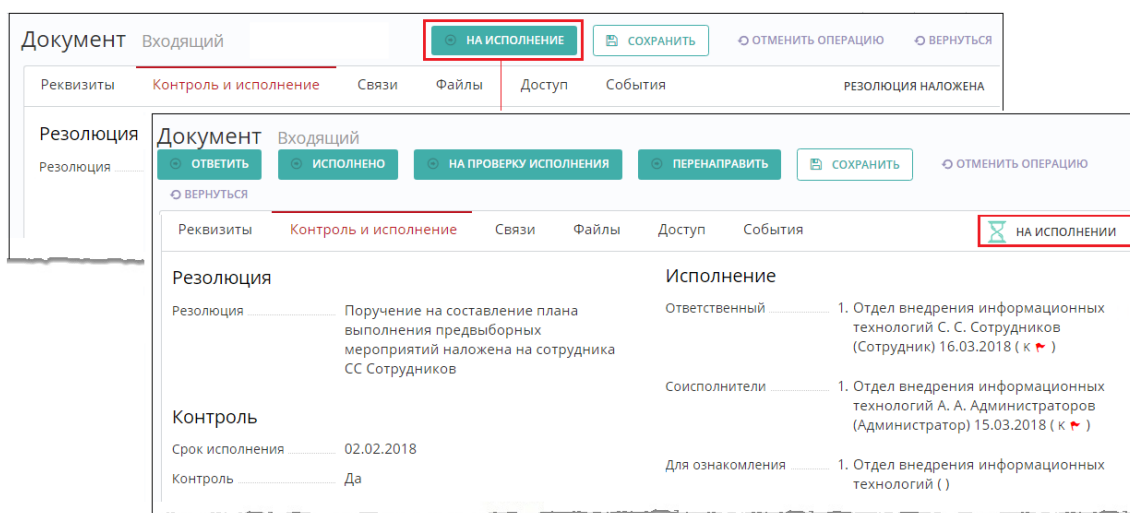 Документ Входящий
НА ИСПОЛНЕНИЕ
СОХРАНИТЬ
ОТМЕНИТЬ ОПЕРАЦИЮ
ВЕРНУТЬСЯ
Реквизиты Контроль и исполнение Связи Файлы Доступ События РЕЗОЛЮЦИЯ НАЛОЖЕНА
Резолюция
Резолюция
Документ Входящий
ОТВЕТИТЬ ИСПОЛНЕНО НА ПРОВЕРКУ ИСПОЛНЕНИЯ ПЕРЕНАПРАВИТЬ СОХРАНИТЬ ОТМЕНИТЬ ОПЕРАЦИЮ
ВЕРНУТЬСЯ
Реквизиты Контроль и исполнение Связи Файлы Доступ События НА ИСПОЛНЕНИИ
Резолюция
Резолюция Поручение на составление плана
выполнения предвыборных
мероприятий наложена на сотрудника
СС Сотрудников
Контроль
Срок исполнения 02.02.2018
Контроль Да
Исполнение
Ответственный 1. Отдел внедрения информационных
технологий С. С. Сотрудников
(Сотрудник) 16.03.2018 ( К )
Соисполнители 1. Отдел внедрения информационных
технологий А. А. Администраторов
(Администратор) 15.03.2018 ( К )
Для ознакомления 1. Отдел внедрения информационных
технологий ( )